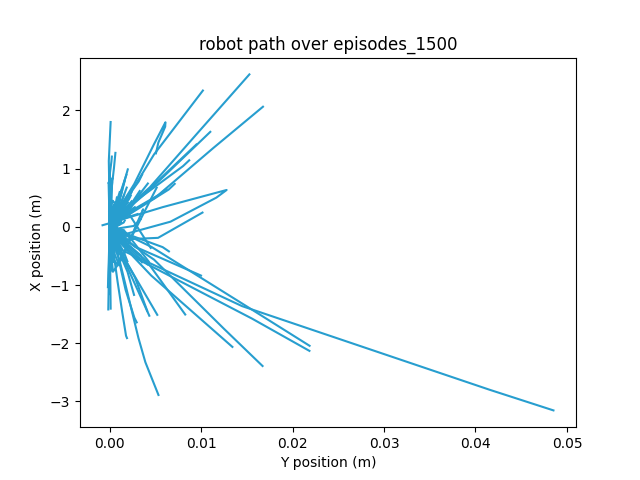 robot path over episodes_1500
X position (m)
2
1
0
−1
−2
−3
0.00 0.01 0.02 0.03 0.04 0.05
Y position (m)